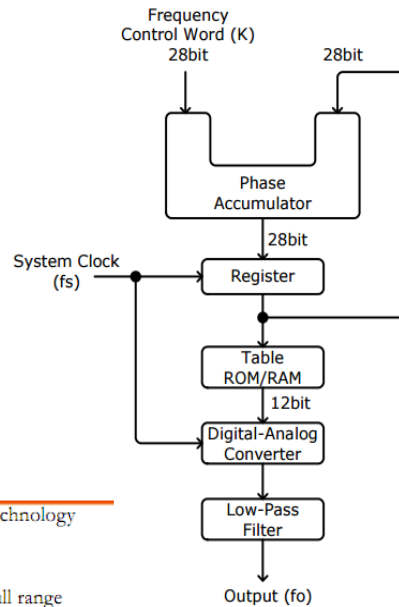 Frequency
Control Word (K)
28bit
28bit
Phase
Accumulator
28bit
System Clock
(fs)
Register
Table
ROM/RAM
12bit
Digital-Analog
Converter
chnology
Low-Pass
Filter
ll range
Output (fo)